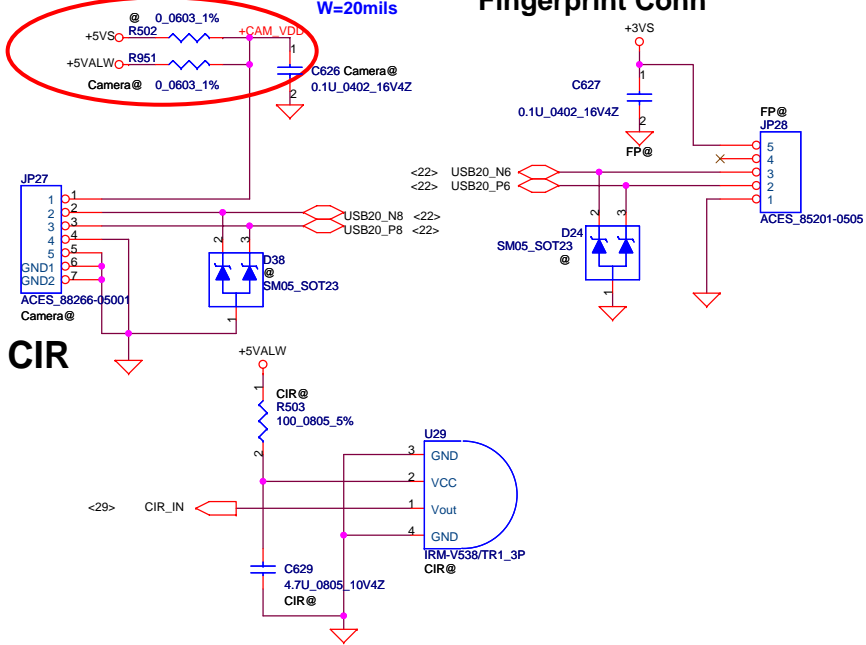 W=20mils
Fingerprint Conn
@ 0_0603_1%
+5VS R502 +CAM_VDD
+5VALW R951
Camera@ 0_0603_1%
1
C626 Camera@
0.1U_0402_16V4Z
2
+3VS
1
C627
0.1U_0402_16V4Z
2
FP@
FP@
JP28
5
4
3
2
1
ACES_85201-0505
<22> USB20_N6
<22> USB20_P6
2 3
D24
SM05_SOT23
@
1
JP27
1 1
2 2
3 3
4 4
5 5
GND1 6
GND2 7
ACES_88266-05001
Camera@
USB20_N8 <22>
USB20_P8 <22>
2 3
D38
@
SM05_SOT23
1
CIR
+5VALW
1
CIR@
R503
100_0805_5%
2
U29
3 GND
2 VCC
1 Vout
4 GND
IRM-V538/TR1_3P
CIR@
<29> CIR_IN
C629
4.7U_0805_10V4Z
CIR@